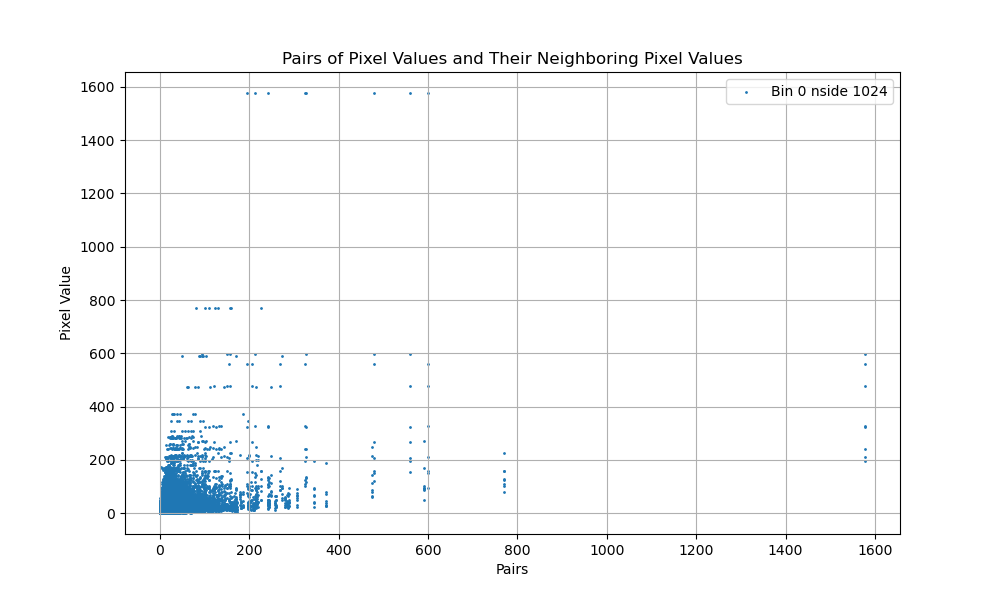 Pairs of Pixel Values and Their Neighboring Pixel Values
Bin 0 nside 1024
Pixel Value
1600
1400
1200
1000
800
600
400
200
0
0 200 400 600 800 1000 1200 1400 1600
Pairs